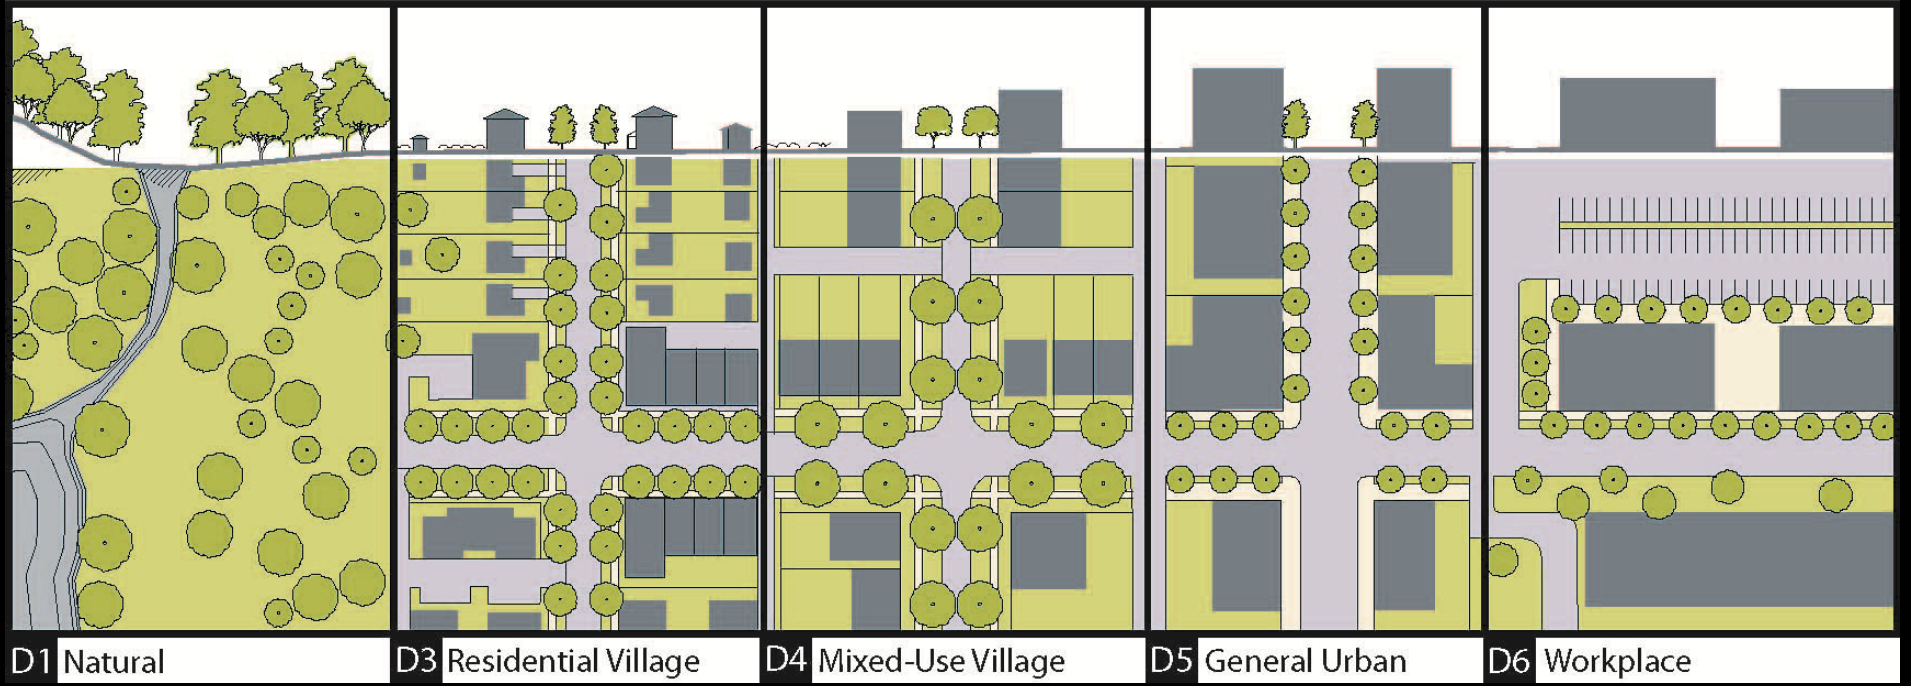 D1 Natural
D3 Residential Village
D4 Mixed-Use Village
D5 General Urban
D6 Workplace